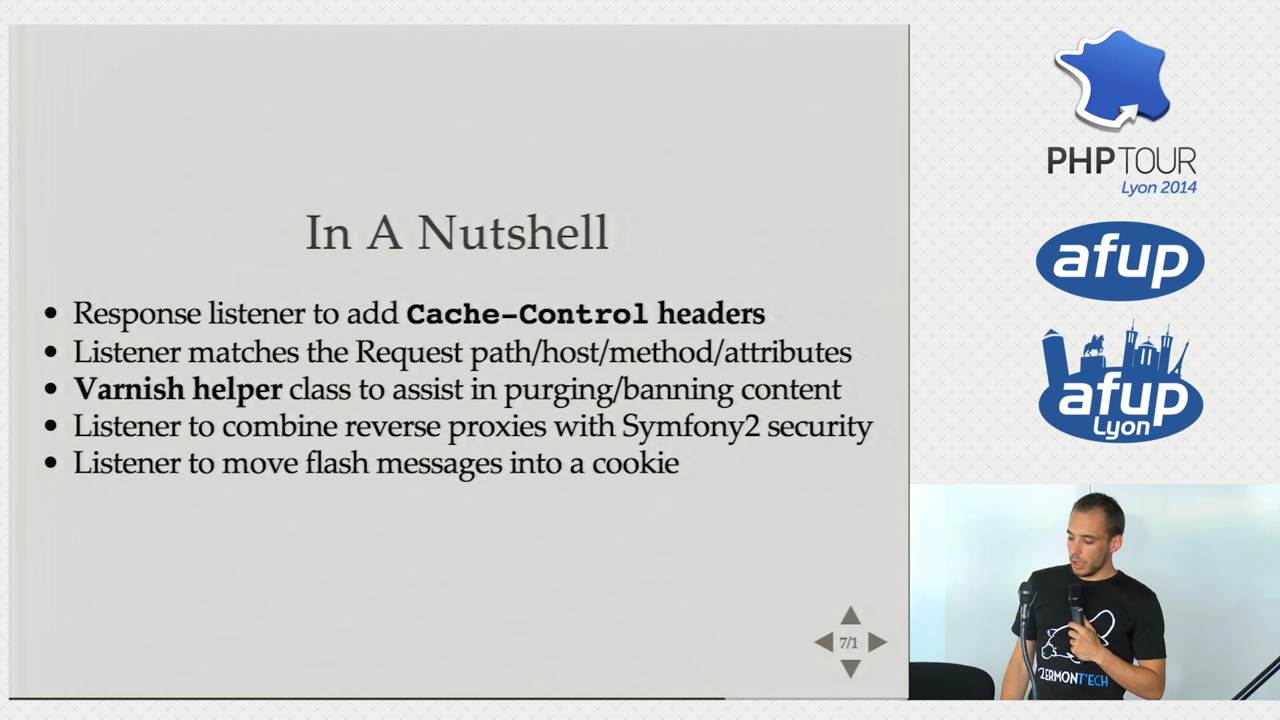 In A Nutshell
• Response listener to add Cache-Control headers
• Listener matches the Request path/host/method/attributes
• Varnish helper class to assist in purging/banning content
• Listener to combine reverse proxies with Symfony2 security
• Listener to move flash messages into a cookie
7/1
PHP TOUR
Lyon 2014
afup
afup
Lyon
CLERMONT'ECH